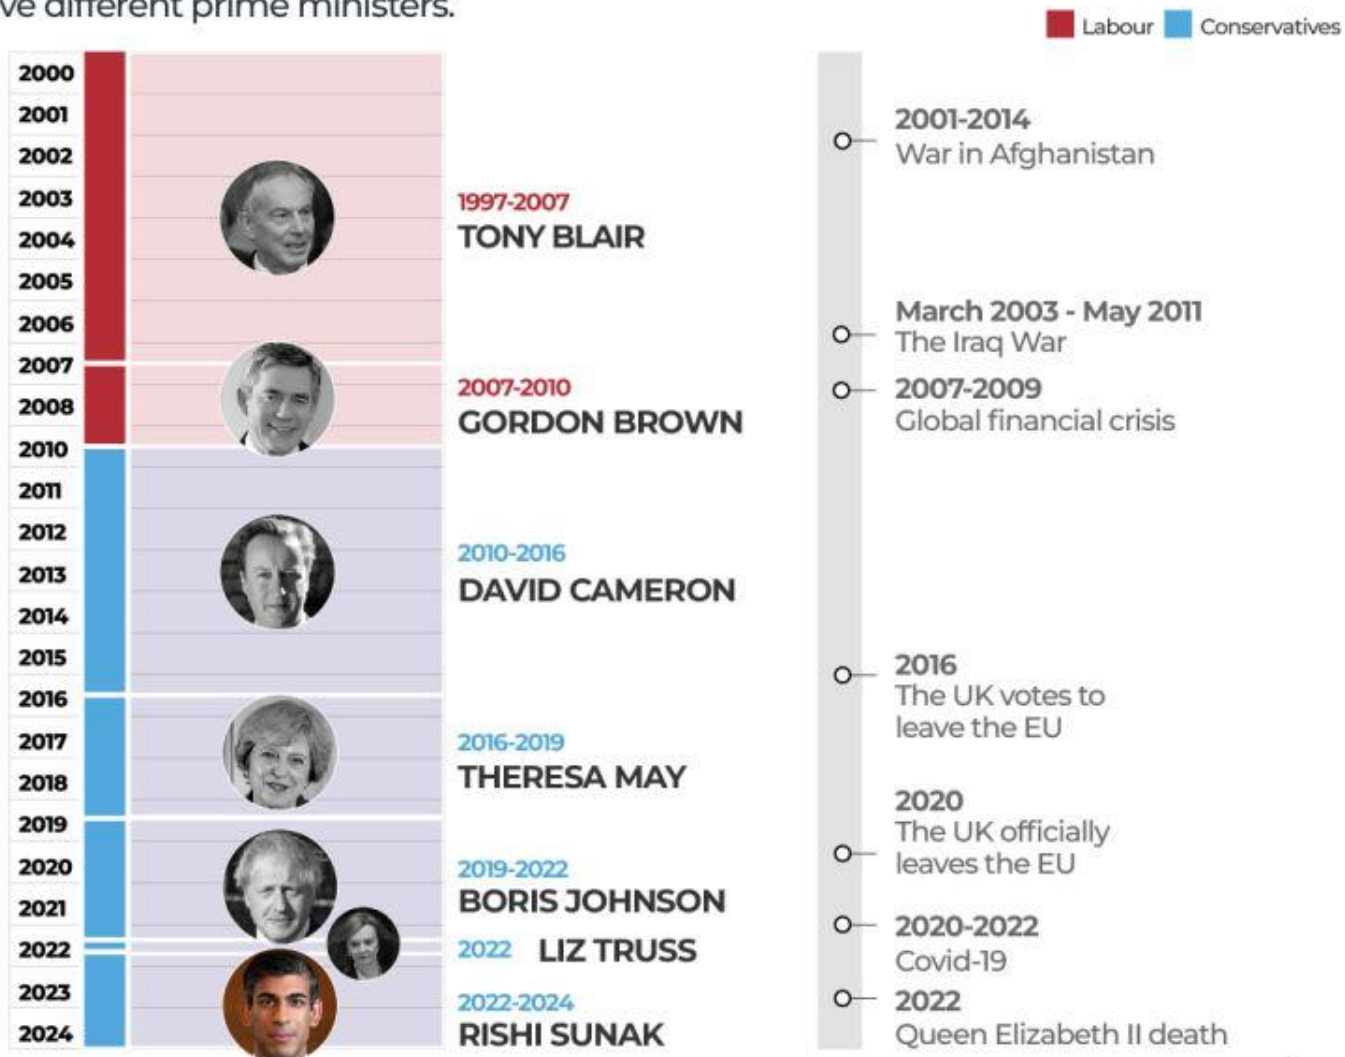 ve different prime ministers.
Labour
Conservatives
2000
2001
2002
2003
2004
2005
2006
2007
2008
2010
2011
2012
2013
2014
2015
2016
2017
2018
2019
2020
2021
2022
2023
2024
1997-2007
TONY BLAIR
2007-2010
GORDON BROWN
2010-2016
DAVID CAMERON
2016-2019
THERESA MAY
2019-2022
BORIS JOHNSON
2022 LIZ TRUSS
2022-2024
RISHI SUNAK
2001-2014
War in Afghanistan
March 2003 - May 2011
The Iraq War
2007-2009
Global financial crisis
2016
The UK votes to
leave the EU
2020
The UK officially
leaves the EU
2020-2022
Covid-19
2022
Queen Elizabeth II death